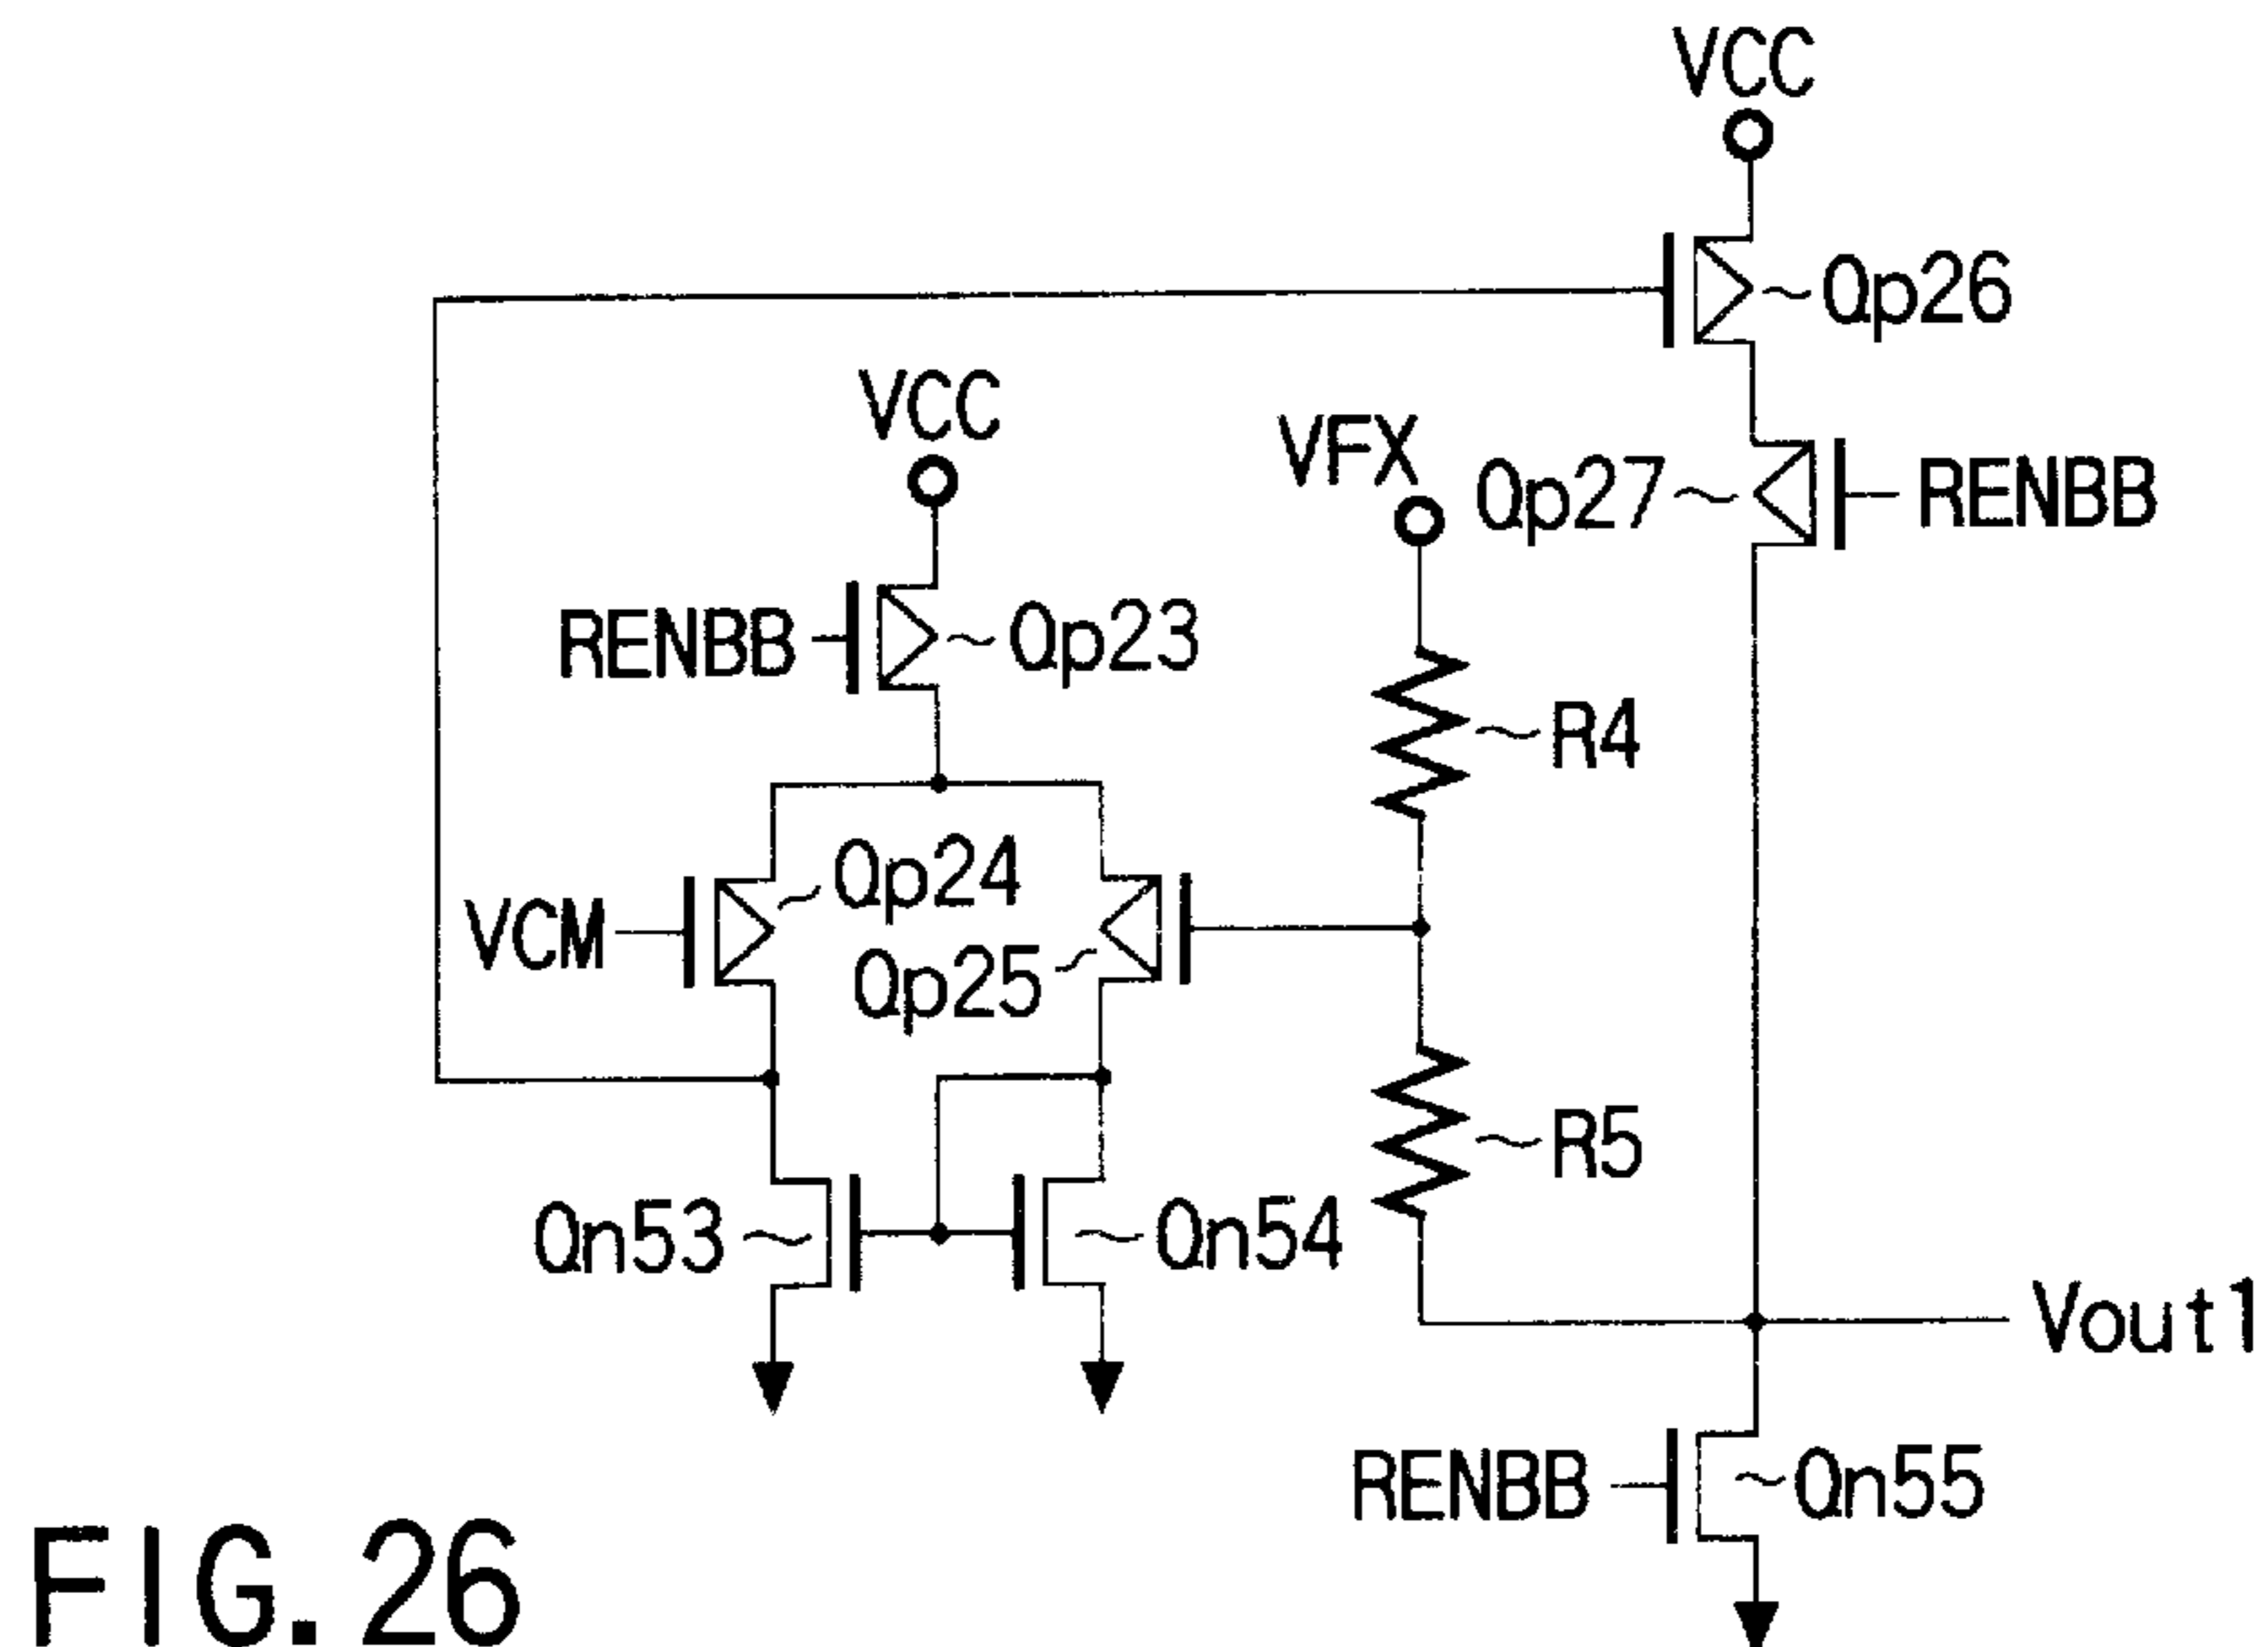 VCC
Qp26
VCC
VFX
Qp27
RENBB
RENBB
Qp23
R4
Qp24
VCM
Qp25
R5
Qn53
Qn54
Vout1
RENBB
Qn55
FIG.26